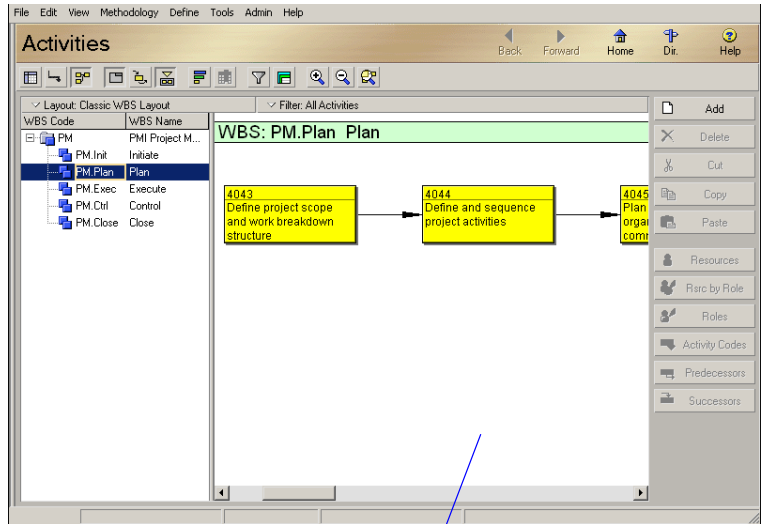 File Edit View Methodology Define Tools Admin Help
Activities
Back Forward Home Dir. Help
Layout: Classic WBS Layout
Filter: All Activities
WBS Code WBS Name
PM PMI Project M...
PM.Init Initiate
PM.Plan Plan
PM.Exec Execute
PM.Ctrl Control
PM.Close Close
WBS: PM.Plan Plan
4043
Define project scope
and work breakdown
structure
4044
Define and sequence
project activities
4045
Plan
orga
com
Add
Delete
Cut
Copy
Paste
Resources
Rsrc by Role
Roles
Activity Codes
Predecessors
Successors